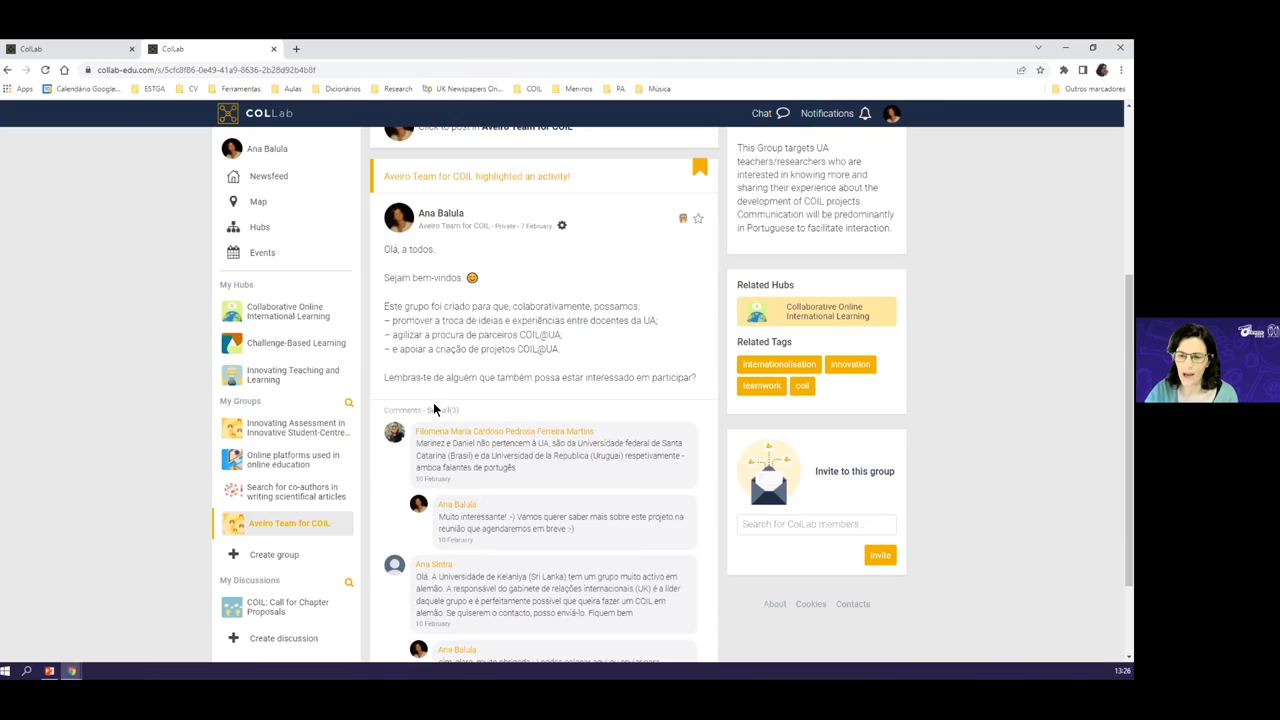 ColLab
ColLab
collab-edu.com/s/5cfc8f86-0e49-41a9-8636-2b28d92b4b8f
Apps
Calendário Google...
ESTGA
CV
Ferramentas
Aulas
Dicionários
Research
UK Newspapers On...
COIL
Meninos
PA
Música
Outros marcadores
COLLab
Chat
Notifications
Ana Balula
Newsfeed
Map
Hubs
Events
My Hubs
Collaborative Online
International Learning
Challenge-Based Learning
Innovating Teaching and
Learning
My Groups
Innovating Assessment in
Innovative Student-Centre...
Online platforms used in
online education
Search for co-authors in
writing scientifical articles
Aveiro Team for COIL
Create group
My Discussions
COIL: Call for Chapter
Proposals
Create discussion
Click to post in Aveiro Team for COIL
Aveiro Team for COIL highlighted an activity!
Ana Balula
Aveiro Team for COIL - Private - 7 February
Olá, a todos.
Sejam bem-vindos.
Este grupo foi criado para que, colaborativamente, possamos:
– promover a troca de ideias e experiências entre docentes da UA;
– agilizar a procura de parceiros COIL@UA;
– e apoiar a criação de projetos COIL@UA.
Lembras-te de alguém que também possa estar interessado em participar?
Comments -
Filomena Maria Cardoso Pedrosa Ferreira Martins
Marinez e Daniel não pertencem à UA, são da Universidade federal de Santa
Catarina (Brasil) e da Universidade de la Republica (Uruguai) respetivamente -
amboa falantes de portugês
10 February
Ana Balula
Muito interessante! :-) Vamos querer saber mais sobre este projeto na
reunião que agendaremos em breve :-)
10 February
Ana Sintra
Olá. A Universidade de Kelaniya (Sri Lanka) tem um grupo muito activo em
alemão. A responsável do gabinete de relações internacionais (UK) é a líder
daquele grupo e é perfeitamente possível que queira fazer um COIL em
alemão. Se quiserem o contacto, posso enviá-lo. Fiquem bem
10 February
Ana Balula
This Group targets UA
teachers/researchers who are
interested in knowing more and
sharing their experience about the
development of COIL projects.
Communication will be predominantly
in Portuguese to facilitate interaction.
Related Hubs
Collaborative Online
International Learning
Related Tags
internationalisation
innovation
teamwork
coil
Invite to this group
Search for ColLab members...
Invite
About
Cookies
Contacts
13:26